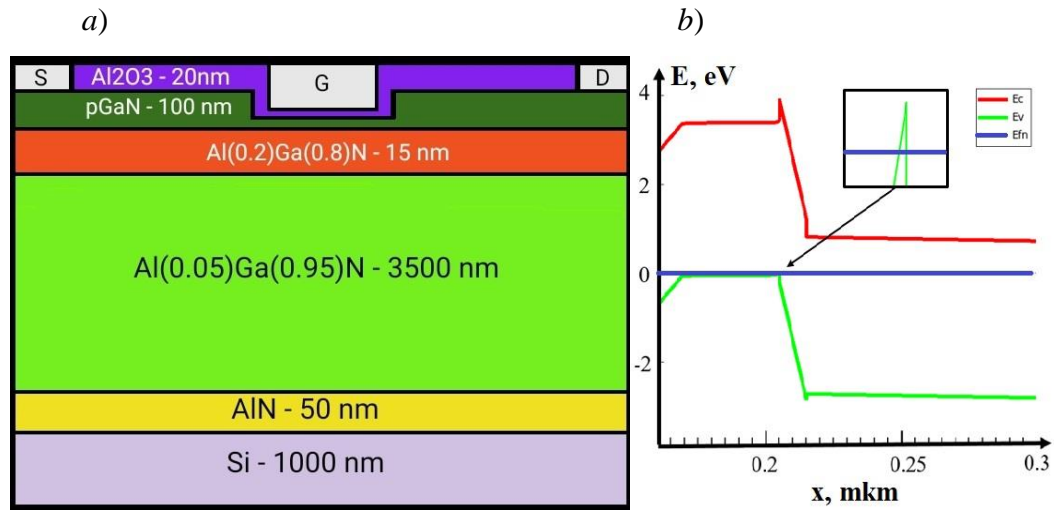 a)
b)
S
Al2O3 - 20nm
G
D
pGaN - 100 nm
Al(0.2)Ga(0.8)N - 15 nm
Al(0.05)Ga(0.95)N - 3500 nm
AlN - 50 nm
Si - 1000 nm
E, eV
Ec
Ev
Efn
4
2
0
-2
0.2
0.25
0.3
x, mkm